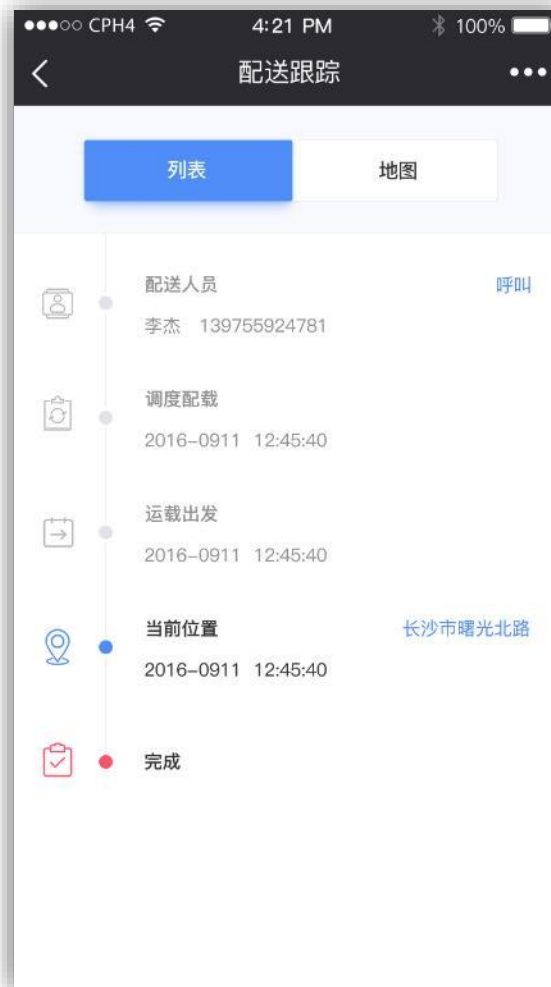 CPH4 4:21 PM 100%
配送跟踪
列表 地图
配送人员 呼叫
李杰 139755924781
调度配载
2016-0911 12:45:40
运载出发
2016-0911 12:45:40
当前位置 长沙市曙光北路
2016-0911 12:45:40
完成